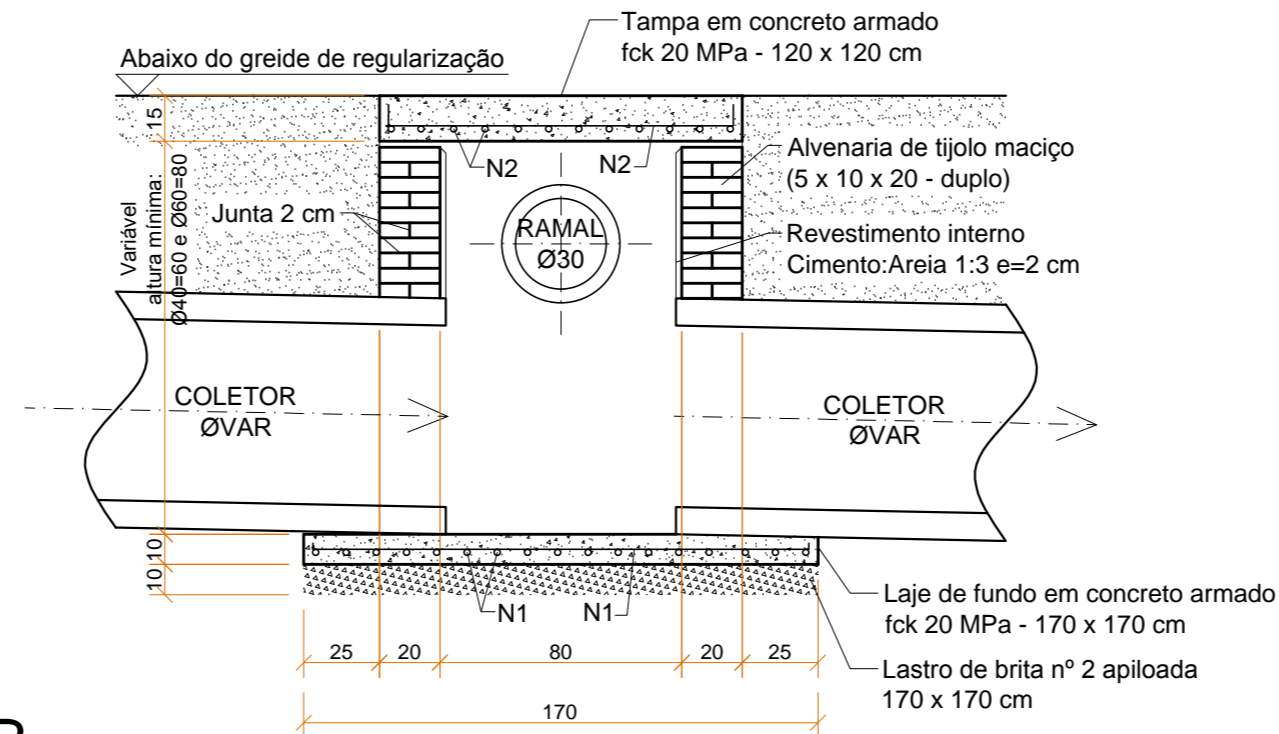 Tampa em concreto armado
fck 20 MPa - 120 x 120 cm
Abaixo do greide de regularização
15
N2
N2
Alvenaria de tijolo maciço
(5 x 10 x 20 - duplo)
Variável
altura mínima:
Ø40=60 e Ø60=80
Junta 2 cm
RAMAL
Ø30
Revestimento interno
Cimento:Areia 1:3 e=2 cm
COLETOR
ØVAR
COLETOR
ØVAR
10
10
N1
N1
Laje de fundo em concreto armado
fck 20 MPa - 170 x 170 cm
25
20
80
20
25
Lastro de brita nº 2 apiloada
170 x 170 cm
170